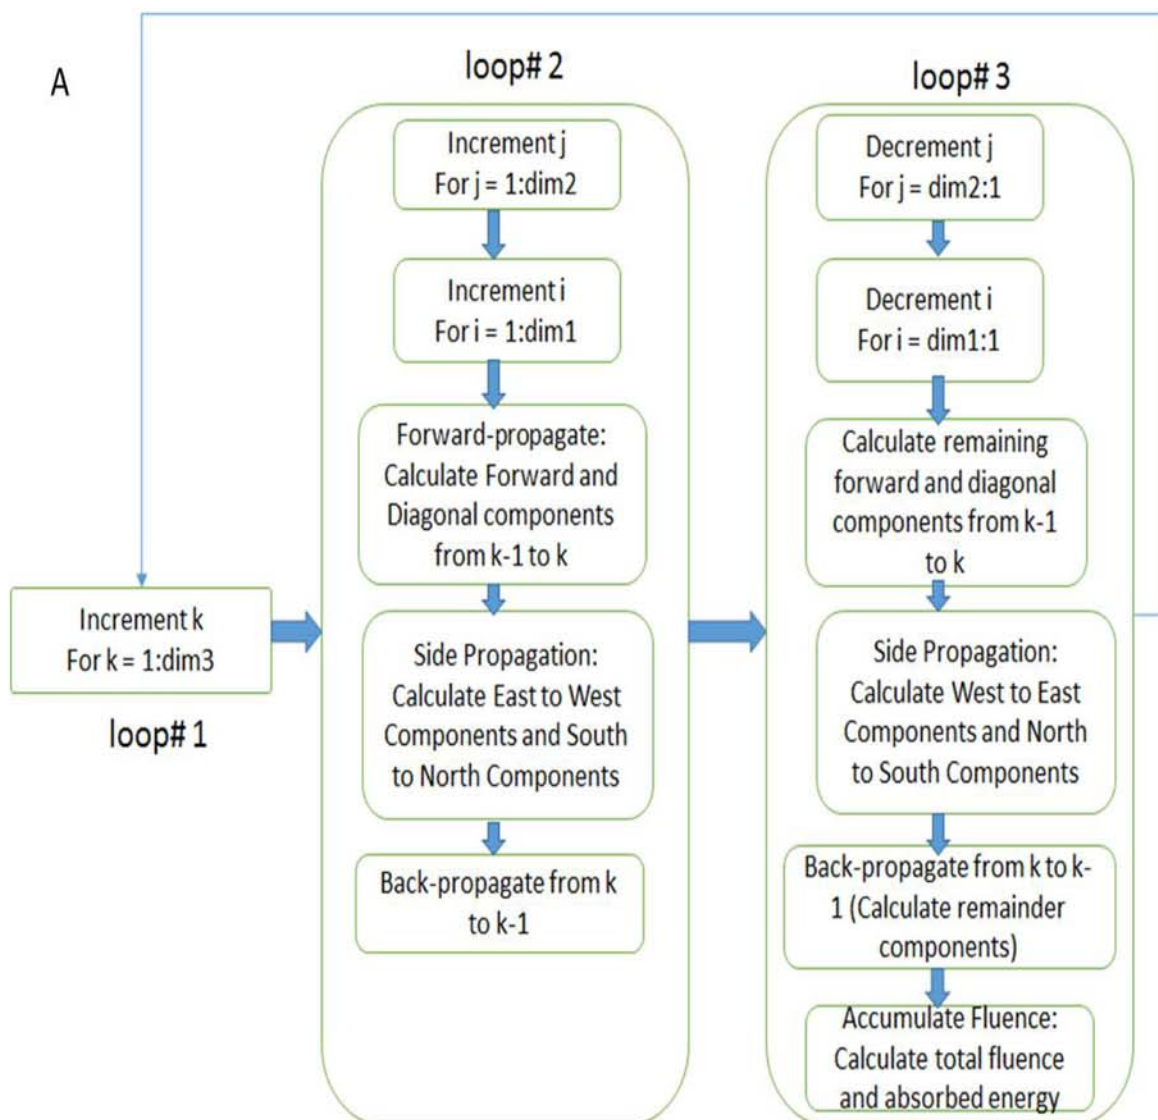 A
loop# 1
Increment k
For k = 1:dim3
loop# 2
Increment j
For j = 1:dim2
Increment i
For i = 1:dim1
Forward-propagate:
Calculate Forward and
Diagonal components
from k-1 to k
Side Propagation:
Calculate East to West
Components and South
to North Components
Back-propagate from k
to k-1
loop# 3
Decrement j
For j = dim2:1
Decrement i
For i = dim1:1
Calculate remaining
forward and diagonal
components from k-1
to k
Side Propagation:
Calculate West to East
Components and North
to South Components
Back-propagate from k to k-
1 (Calculate remainder
components)
Accumulate Fluence:
Calculate total fluence
and absorbed energy